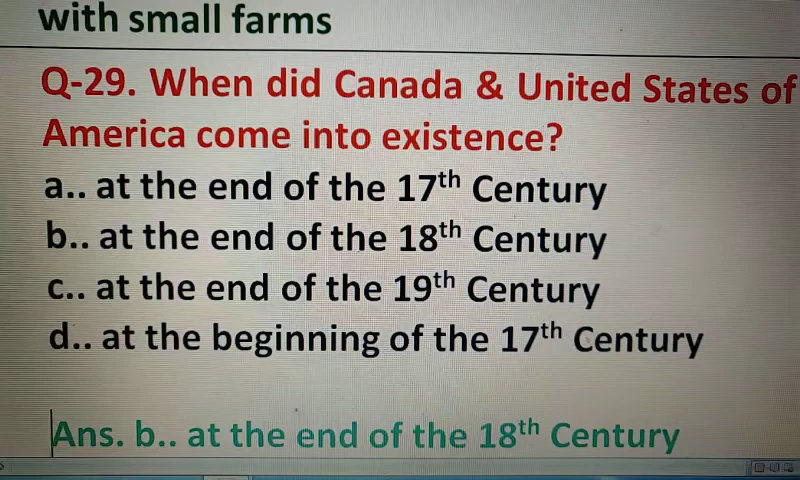 with small farms
Q-29. When did Canada & United States of
America come into existence?
a.. at the end of the 17th Century
b.. at the end of the 18th Century
c.. at the end of the 19th Century
d.. at the beginning of the 17th Century
Ans. b.. at the end of the 18th Century